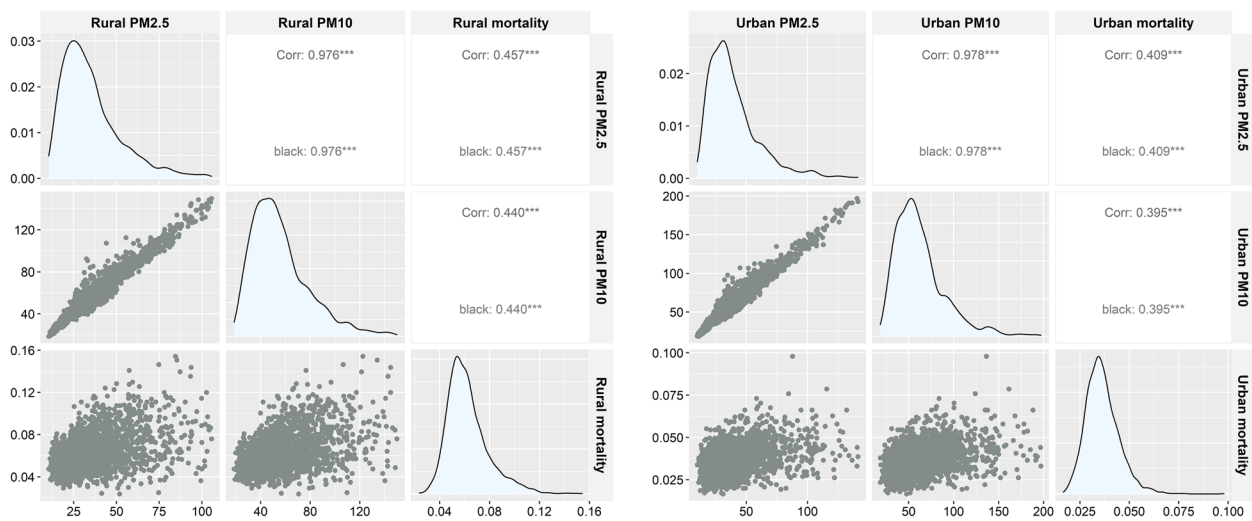 Rural PM2.5 Rural PM10 Rural mortality
0.03
0.02
0.01
0.00
Corr: 0.976***
black: 0.976***
Corr: 0.457***
black: 0.457***
Rural PM2.5
120
80
40
Corr: 0.440***
black: 0.440***
Rural PM10
0.16
0.12
0.08
0.04
Rural mortality
25 50 75 100
40 80 120
0.04 0.08 0.12 0.16
Urban PM2.5 Urban PM10 Urban mortality
0.02
0.01
0.00
Corr: 0.978***
black: 0.978***
Corr: 0.409***
black: 0.409***
Urban PM2.5
200
150
100
50
Corr: 0.395***
black: 0.395***
Urban PM10
0.100
0.075
0.050
0.025
Urban mortality
50 100
50 100 150 200
0.025 0.050 0.075 0.100